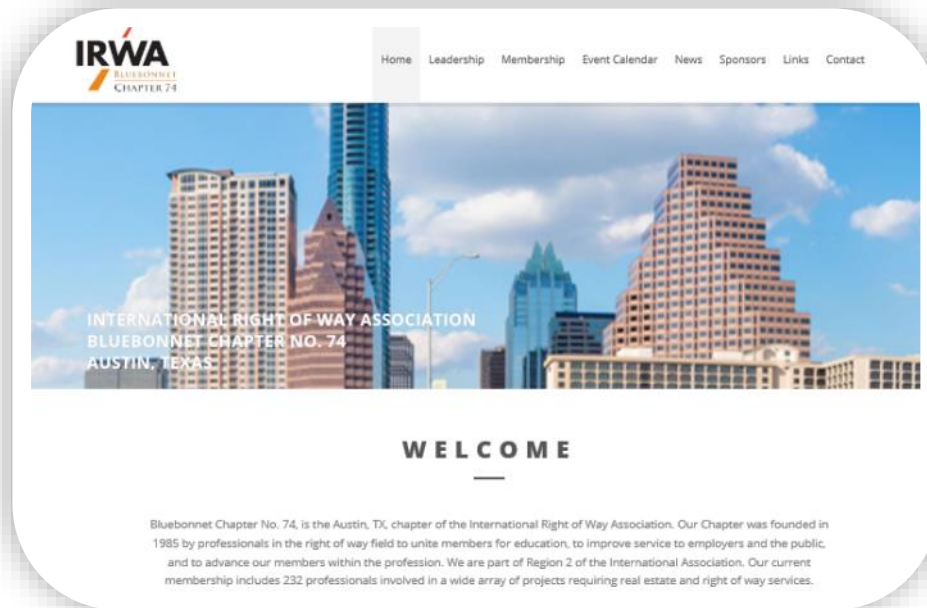 IRWA
BLUEBONNET
CHAPTER 74
Home Leadership Membership Event Calendar News Sponsors Links Contact
INTERNATIONAL RIGHT OF WAY ASSOCIATION
BLUEBONNET CHAPTER NO. 74
AUSTIN, TEXAS
WELCOME
Bluebonnet Chapter No. 74, is the Austin, TX, chapter of the International Right of Way Association. Our Chapter was founded in
1985 by professionals in the right of way field to unite members for education, to improve service to employers and the public,
and to advance our members within the profession. We are part of Region 2 of the International Association. Our current
membership includes 232 professionals involved in a wide array of projects requiring real estate and right of way services.